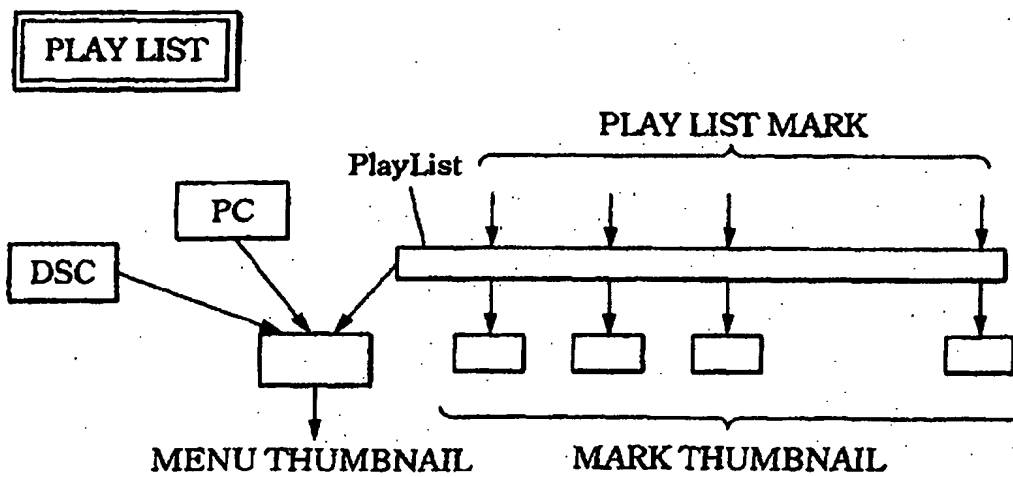 PLAY LIST
PLAY LIST MARK
PlayList
PC
DSC
MENU THUMBNAIL
MARK THUMBNAIL